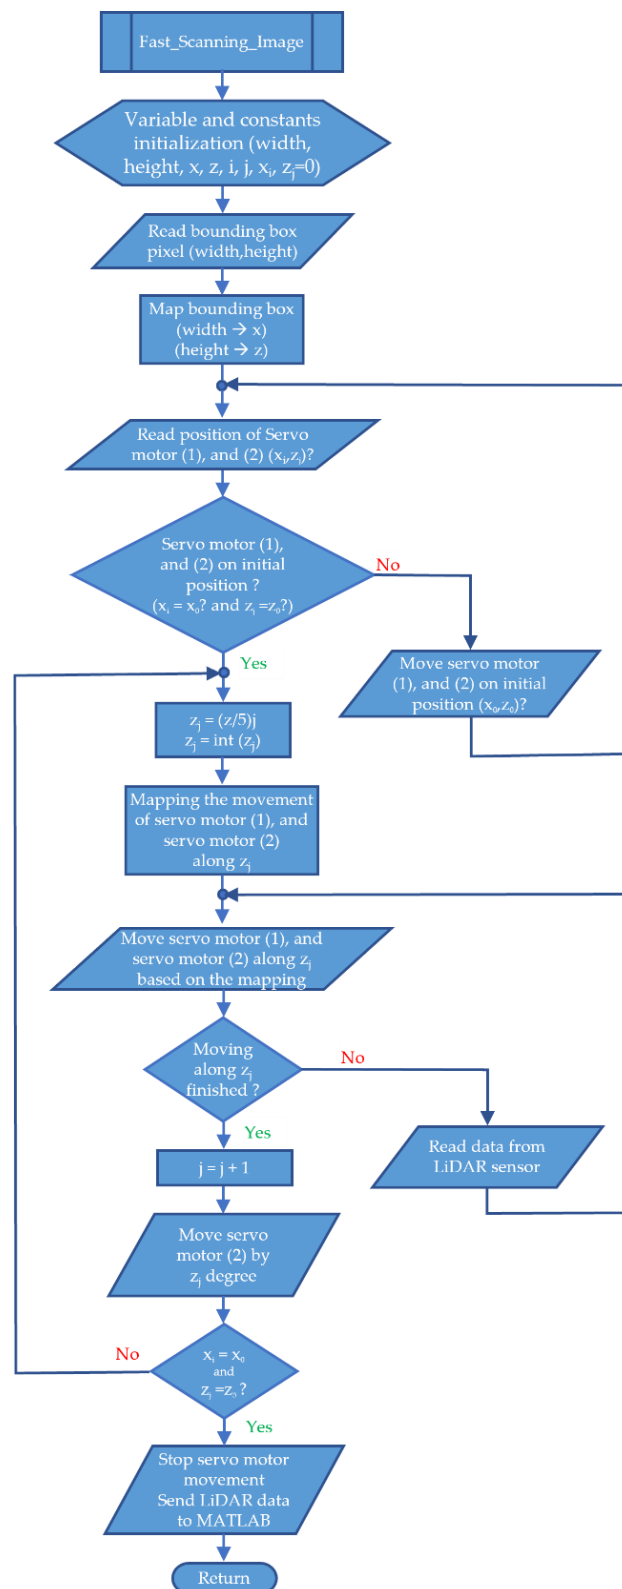 Fast_Scanning_Image
Variable and constants
initialization (width,
height, x, z, i, j, xᵢ, zⱼ=0)
Read bounding box
pixel (width,height)
Map bounding box
(width → x)
(height → z)
Read position of Servo
motor (1), and (2) (xᵢ,zⱼ)?
Servo motor (1),
and (2) on initial
position ?
(xᵢ = x₀? and zⱼ =z₀?)
No
Yes
Move servo motor
(1), and (2) on initial
position (x₀,z₀)?
zⱼ = (z/5)j
zⱼ = int (zⱼ)
Mapping the movement
of servo motor (1), and
servo motor (2)
along zⱼ
Move servo motor (1), and
servo motor (2) along zⱼ
based on the mapping
Moving
along zⱼ
finished ?
No
Yes
Read data from
LiDAR sensor
j = j + 1
Move servo
motor (2) by
zⱼ degree
No
xᵢ = x₀
and
zⱼ =z₀ ?
Yes
Stop servo motor
movement
Send LiDAR data
to MATLAB
Return